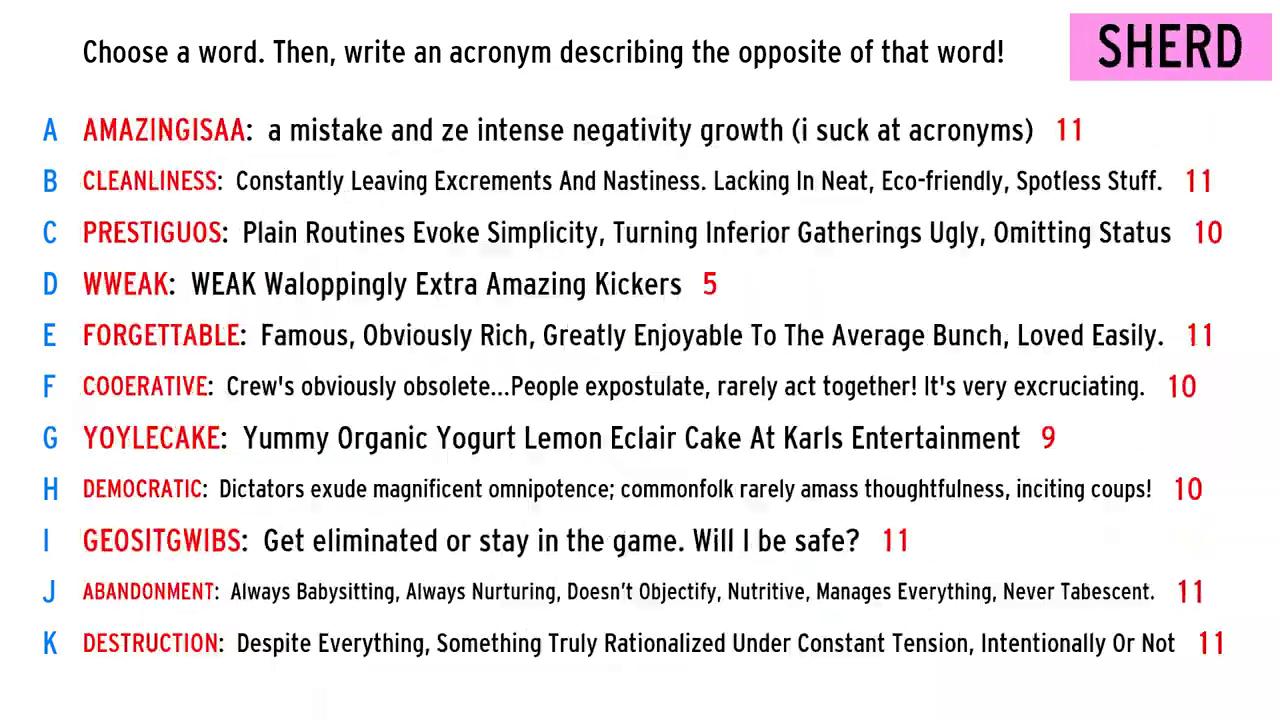 Choose a word. Then, write an acronym describing the opposite of that word!
SHERD
A AMAZINGISAA: a mistake and ze intense negativity growth (i suck at acronyms) 11
B CLEANLINESS: Constantly Leaving Excrements And Nastiness. Lacking In Neat, Eco-friendly, Spotless Stuff. 11
C PRESTIGUOS: Plain Routines Evoke Simplicity, Turning Inferior Gatherings Ugly, Omitting Status 10
D WWEAK: WEAK Waloppingly Extra Amazing Kickers 5
E FORGETTABLE: Famous, Obviously Rich, Greatly Enjoyable To The Average Bunch, Loved Easily. 11
F COOERATIVE: Crew's obviously obsolete...People expostulate, rarely act together! It's very excruciating. 10
G YOYLECAKE: Yummy Organic Yogurt Lemon Eclair Cake At Karls Entertainment 9
H DEMOCRATIC: Dictators exude magnificent omnipotence; commonfolk rarely amass thoughtfulness, inciting coups! 10
I GEOSITGWIBS: Get eliminated or stay in the game. Will I be safe? 11
J ABANDONMENT: Always Babysitting, Always Nurturing, Doesn't Objectify, Nutritive, Manages Everything, Never Tabescent. 11
K DESTRUCTION: Despite Everything, Something Truly Rationalized Under Constant Tension, Intentionally Or Not 11